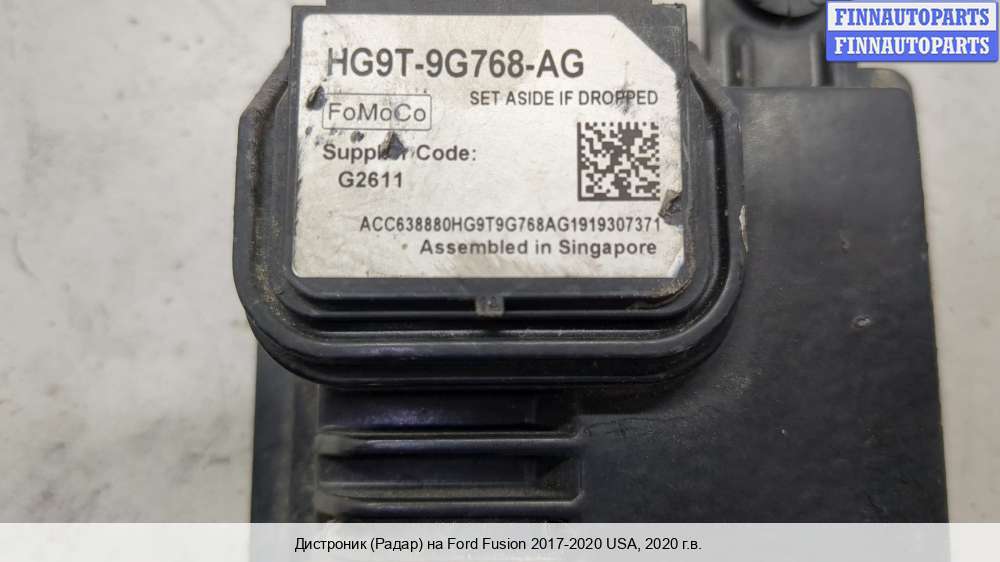 FINNAUTOPARTS
FINNAUTOPARTS
HG9T-9G768-AG
SET ASIDE IF DROPPED
FoMoCo
Supplier Code:
G2611
ACC638880HG9T9G768AG1919307371
Assembled in Singapore
Дистроник (Радар) на Ford Fusion 2017-2020 USA, 2020 г.в.